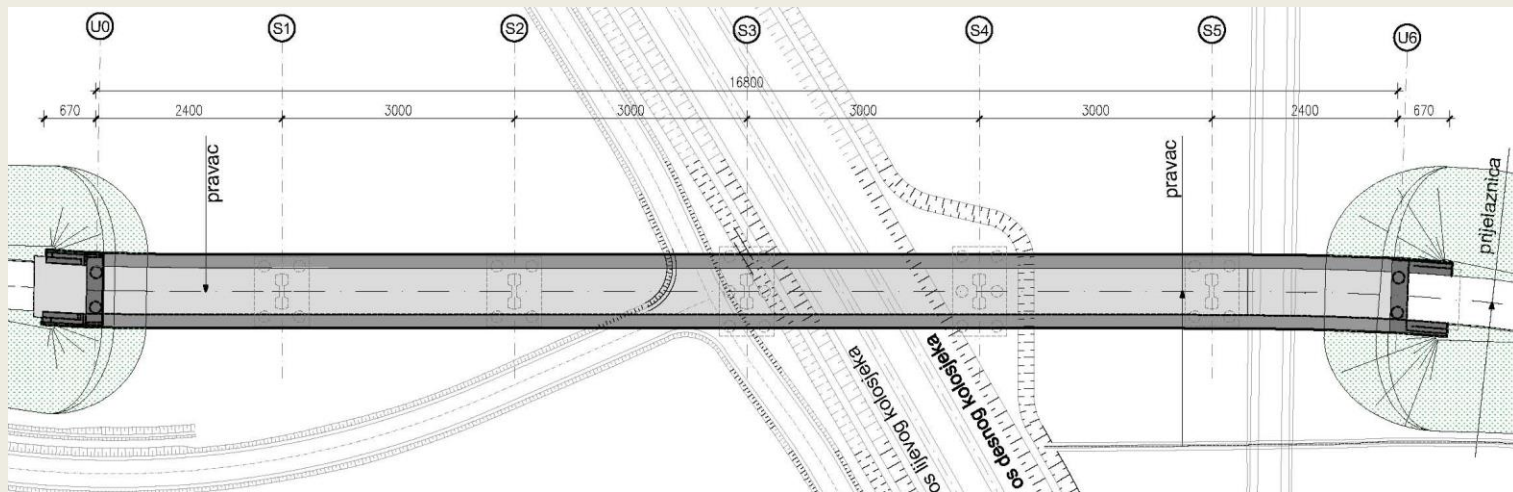 U0
S1
S2
S3
S4
S5
U6
16800
670
2400
3000
3000
3000
3000
2400
670
pravac
pravac
prijelaznica
os lijevog kolosjeka
os desnog kolosjeka